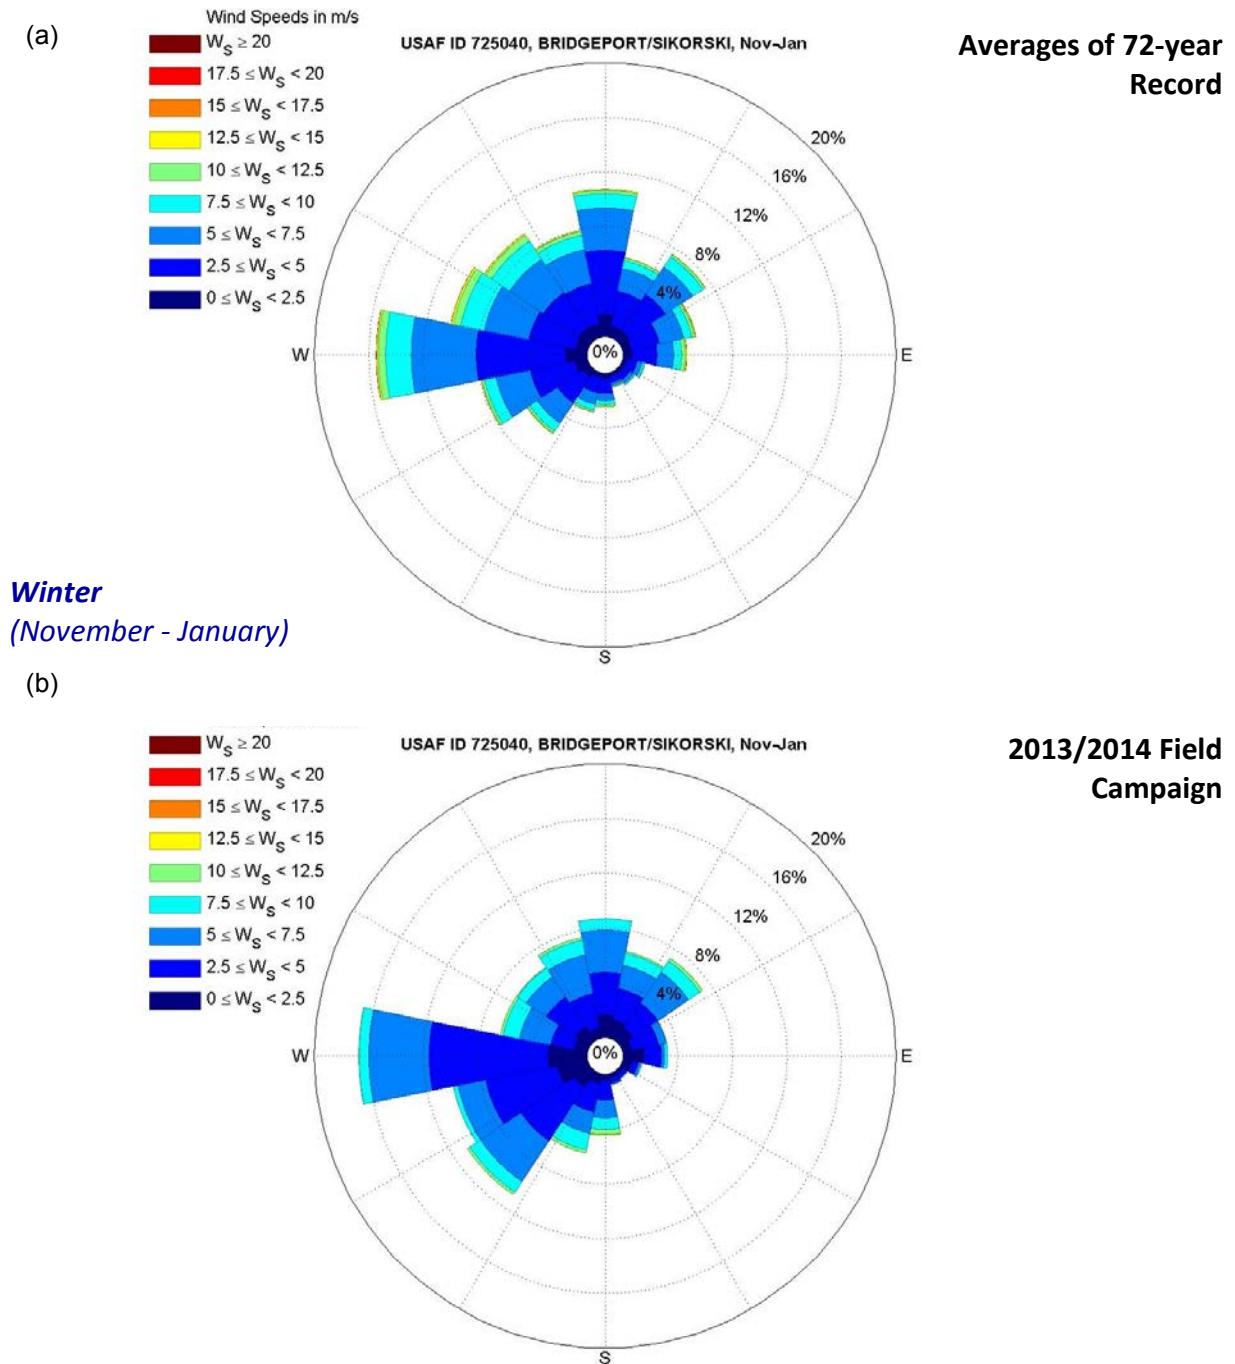 (a)
Wind Speeds in m/s
W_S ≥ 20
17.5 ≤ W_S < 20
15 ≤ W_S < 17.5
12.5 ≤ W_S < 15
10 ≤ W_S < 12.5
7.5 ≤ W_S < 10
5 ≤ W_S < 7.5
2.5 ≤ W_S < 5
0 ≤ W_S < 2.5
USAF ID 725040, BRIDGEPORT/SIKORSKI, Nov-Jan
Averages of 72-year
Record
20%
16%
12%
8%
4%
0%
W
E
S
Winter
(November - January)
(b)
W_S ≥ 20
17.5 ≤ W_S < 20
15 ≤ W_S < 17.5
12.5 ≤ W_S < 15
10 ≤ W_S < 12.5
7.5 ≤ W_S < 10
5 ≤ W_S < 7.5
2.5 ≤ W_S < 5
0 ≤ W_S < 2.5
USAF ID 725040, BRIDGEPORT/SIKORSKI, Nov-Jan
2013/2014 Field
Campaign
20%
16%
12%
8%
4%
0%
W
E
S